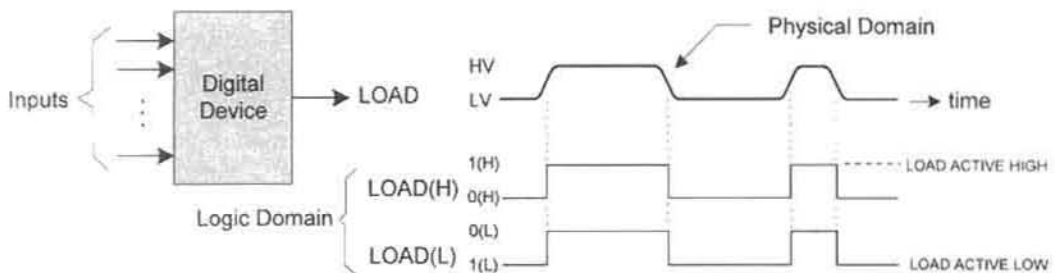 Inputs
Digital
Device
LOAD
Physical Domain
HV
LV
time
Logic Domain
LOAD(H)
1(H)
0(H)
LOAD ACTIVE HIGH
LOAD(L)
0(L)
1(L)
LOAD ACTIVE LOW